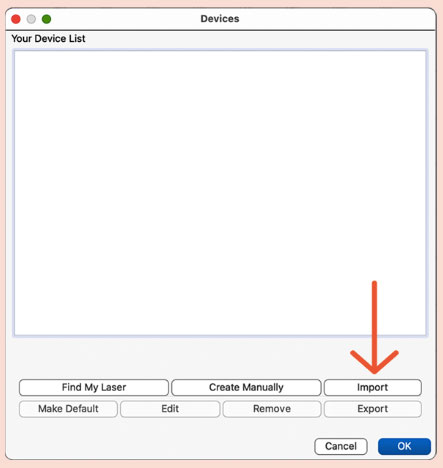 Devices
Your Device List
Find My Laser Create Manually Import
Make Default Edit Remove Export
Cancel OK